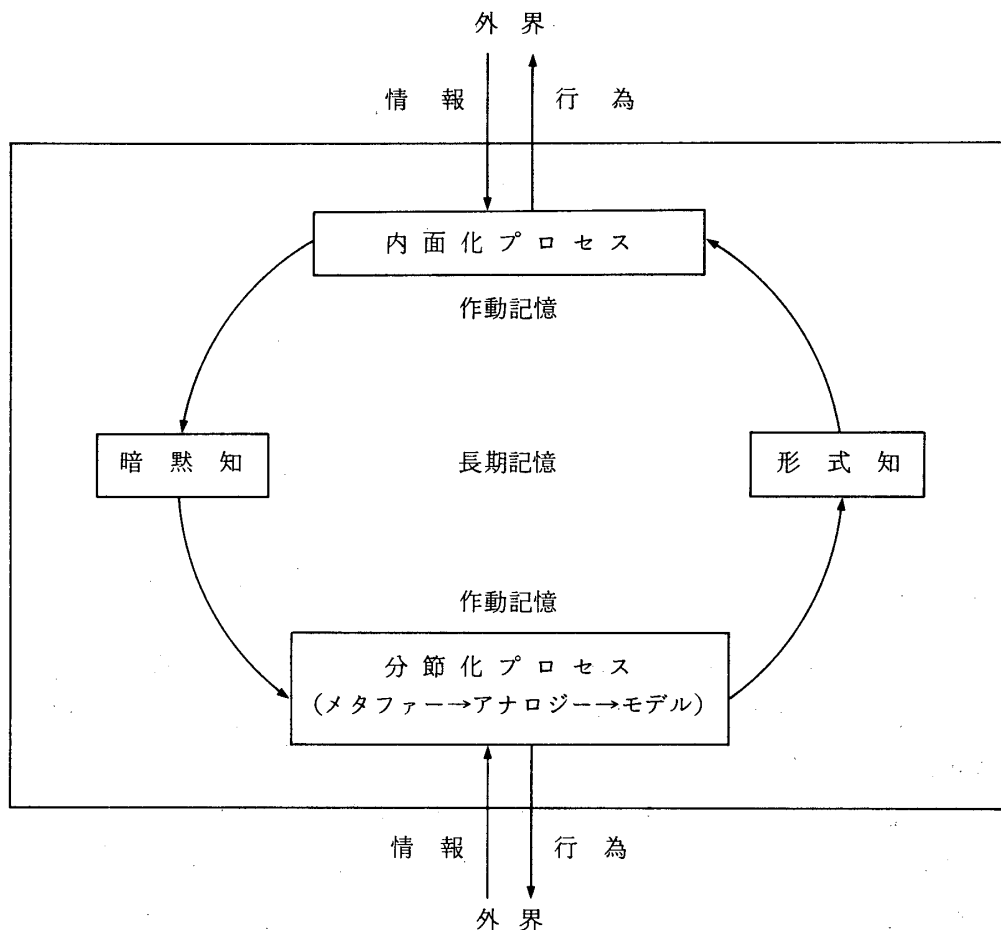 外界
情報 行為
内面化プロセス
作動記憶
暗黙知 長期記憶 形式知
作動記憶
分節化プロセス
(メタファー→アナロジー→モデル)
情報 行為
外界